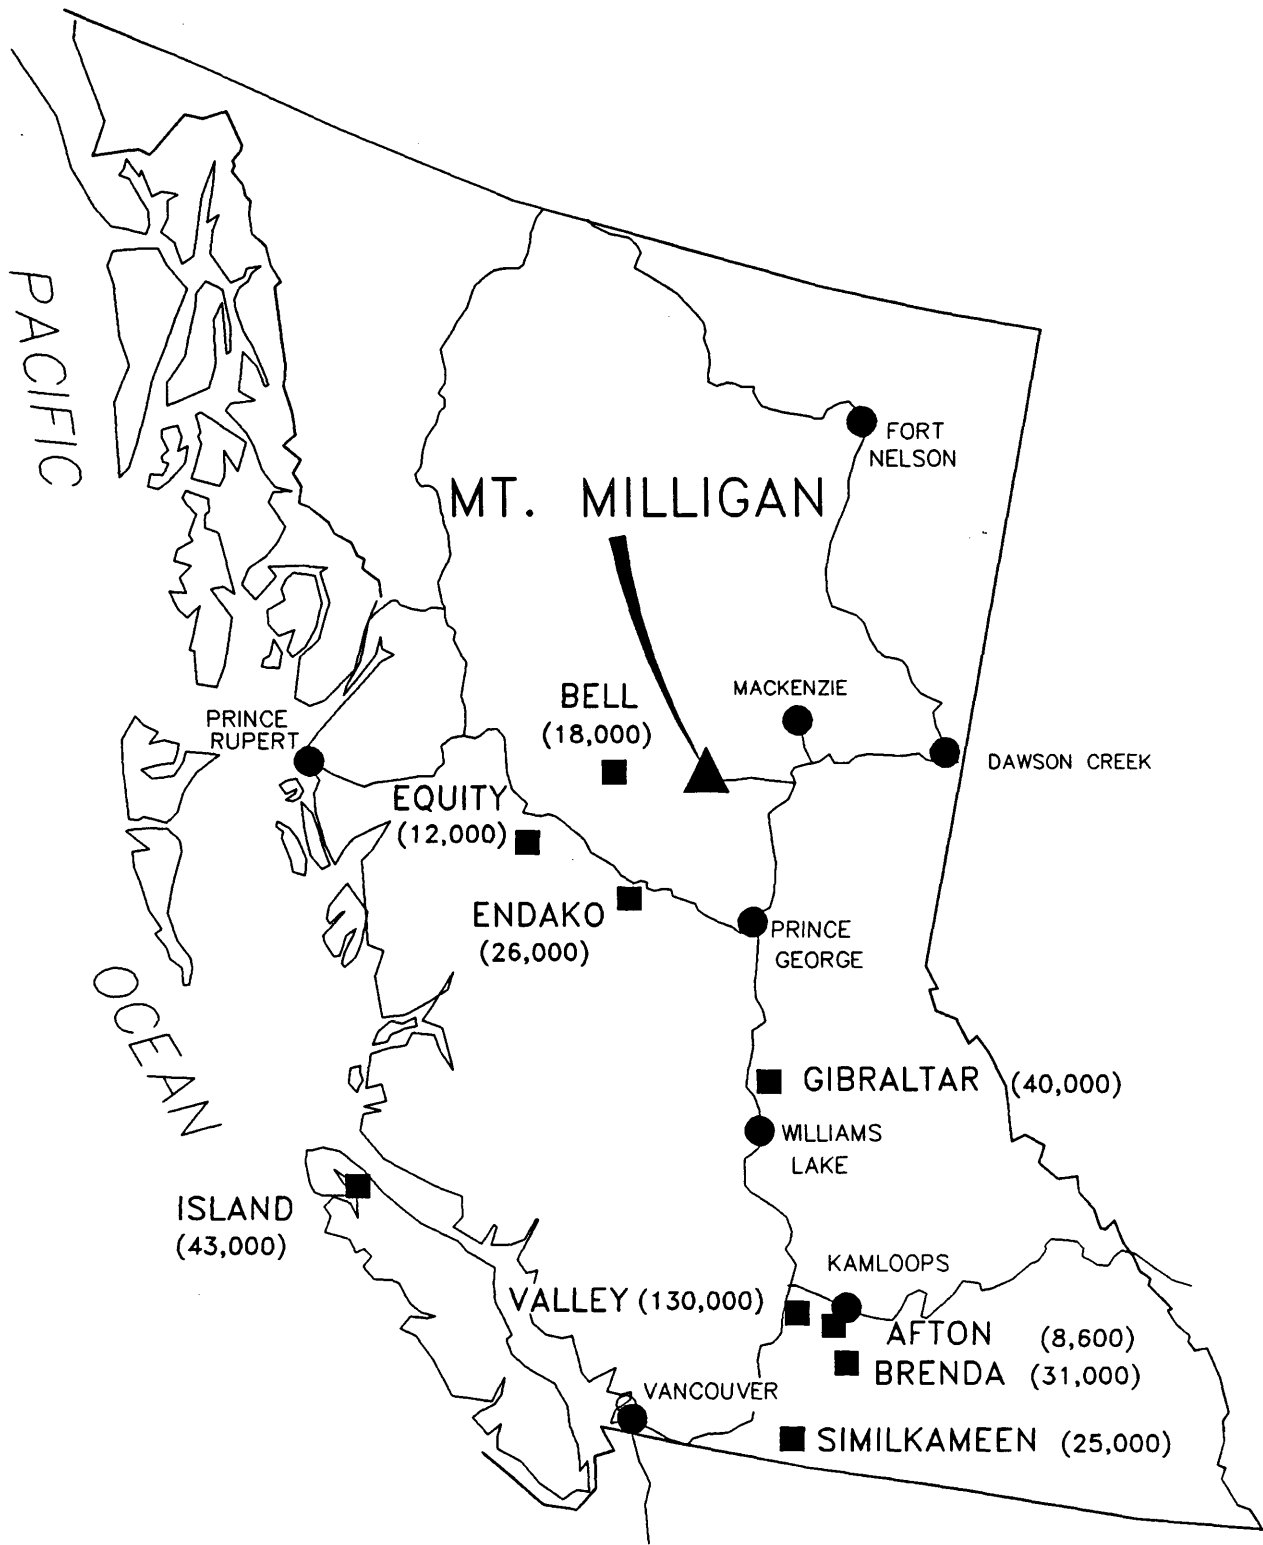 PACIFIC
OCEAN
FORT
NELSON
MT. MILLIGAN
MACKENZIE
BELL
(18,000)
PRINCE
RUPERT
DAWSON CREEK
EQUITY
(12,000)
ENDAKO
(26,000)
PRINCE
GEORGE
GIBRALTAR (40,000)
WILLIAMS
LAKE
ISLAND
(43,000)
KAMLOOPS
VALLEY (130,000)
AFTON (8,600)
BRENDA (31,000)
VANCOUVER
SIMILKAMEEN (25,000)